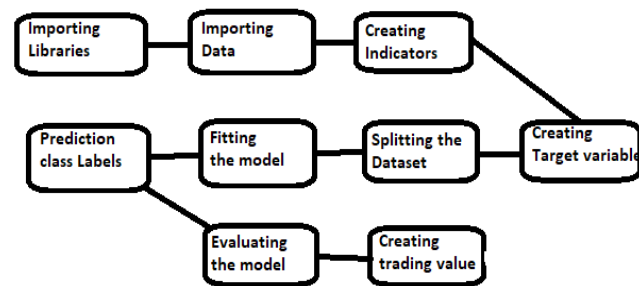 Importing
Libraries
Importing
Data
Creating
Indicators
Creating
Target variable
Splitting the
Dataset
Fitting
the model
Prediction
class Labels
Evaluating
the model
Creating
trading value